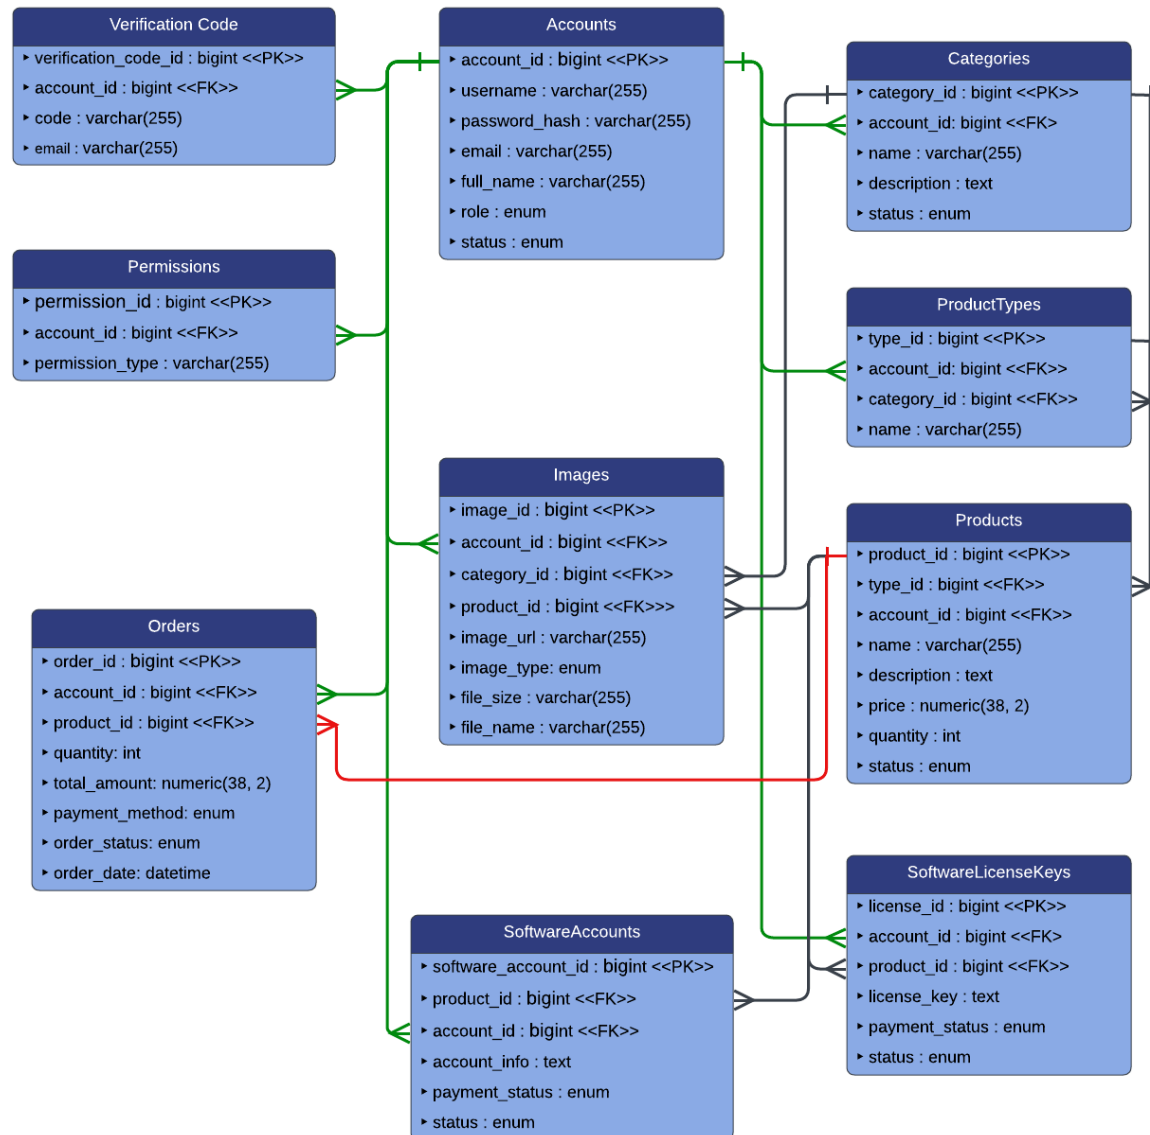 Verification Code
verification_code_id : bigint <<PK>>
account_id : bigint <<FK>>
code : varchar(255)
email : varchar(255)
Accounts
account_id : bigint <<PK>>
username : varchar(255)
password_hash : varchar(255)
email : varchar(255)
full_name : varchar(255)
role : enum
status : enum
Categories
category_id : bigint <<PK>>
account_id: bigint <<FK>
name : varchar(255)
description : text
status : enum
Permissions
permission_id : bigint <<PK>>
account_id : bigint <<FK>>
permission_type : varchar(255)
ProductTypes
type_id : bigint <<PK>>
account_id: bigint <<FK>>
category_id : bigint <<FK>>
name : varchar(255)
Images
image_id : bigint <<PK>>
account_id : bigint <<FK>>
category_id : bigint <<FK>>
product_id : bigint <<FK>>>
image_url : varchar(255)
image_type: enum
file_size : varchar(255)
file_name : varchar(255)
Products
product_id : bigint <<PK>>
type_id : bigint <<FK>>
account_id : bigint <<FK>>
name : varchar(255)
description : text
price : numeric(38, 2)
quantity : int
status : enum
Orders
order_id : bigint <<PK>>
account_id : bigint <<FK>>
product_id : bigint <<FK>>
quantity: int
total_amount: numeric(38, 2)
payment_method: enum
order_status: enum
order_date: datetime
SoftwareAccounts
software_account_id : bigint <<PK>>
product_id : bigint <<FK>>
account_id : bigint <<FK>>
account_info : text
payment_status : enum
status : enum
SoftwareLicenseKeys
license_id : bigint <<PK>>
account_id : bigint <<FK>
product_id : bigint <<FK>>
license_key : text
payment_status : enum
status : enum